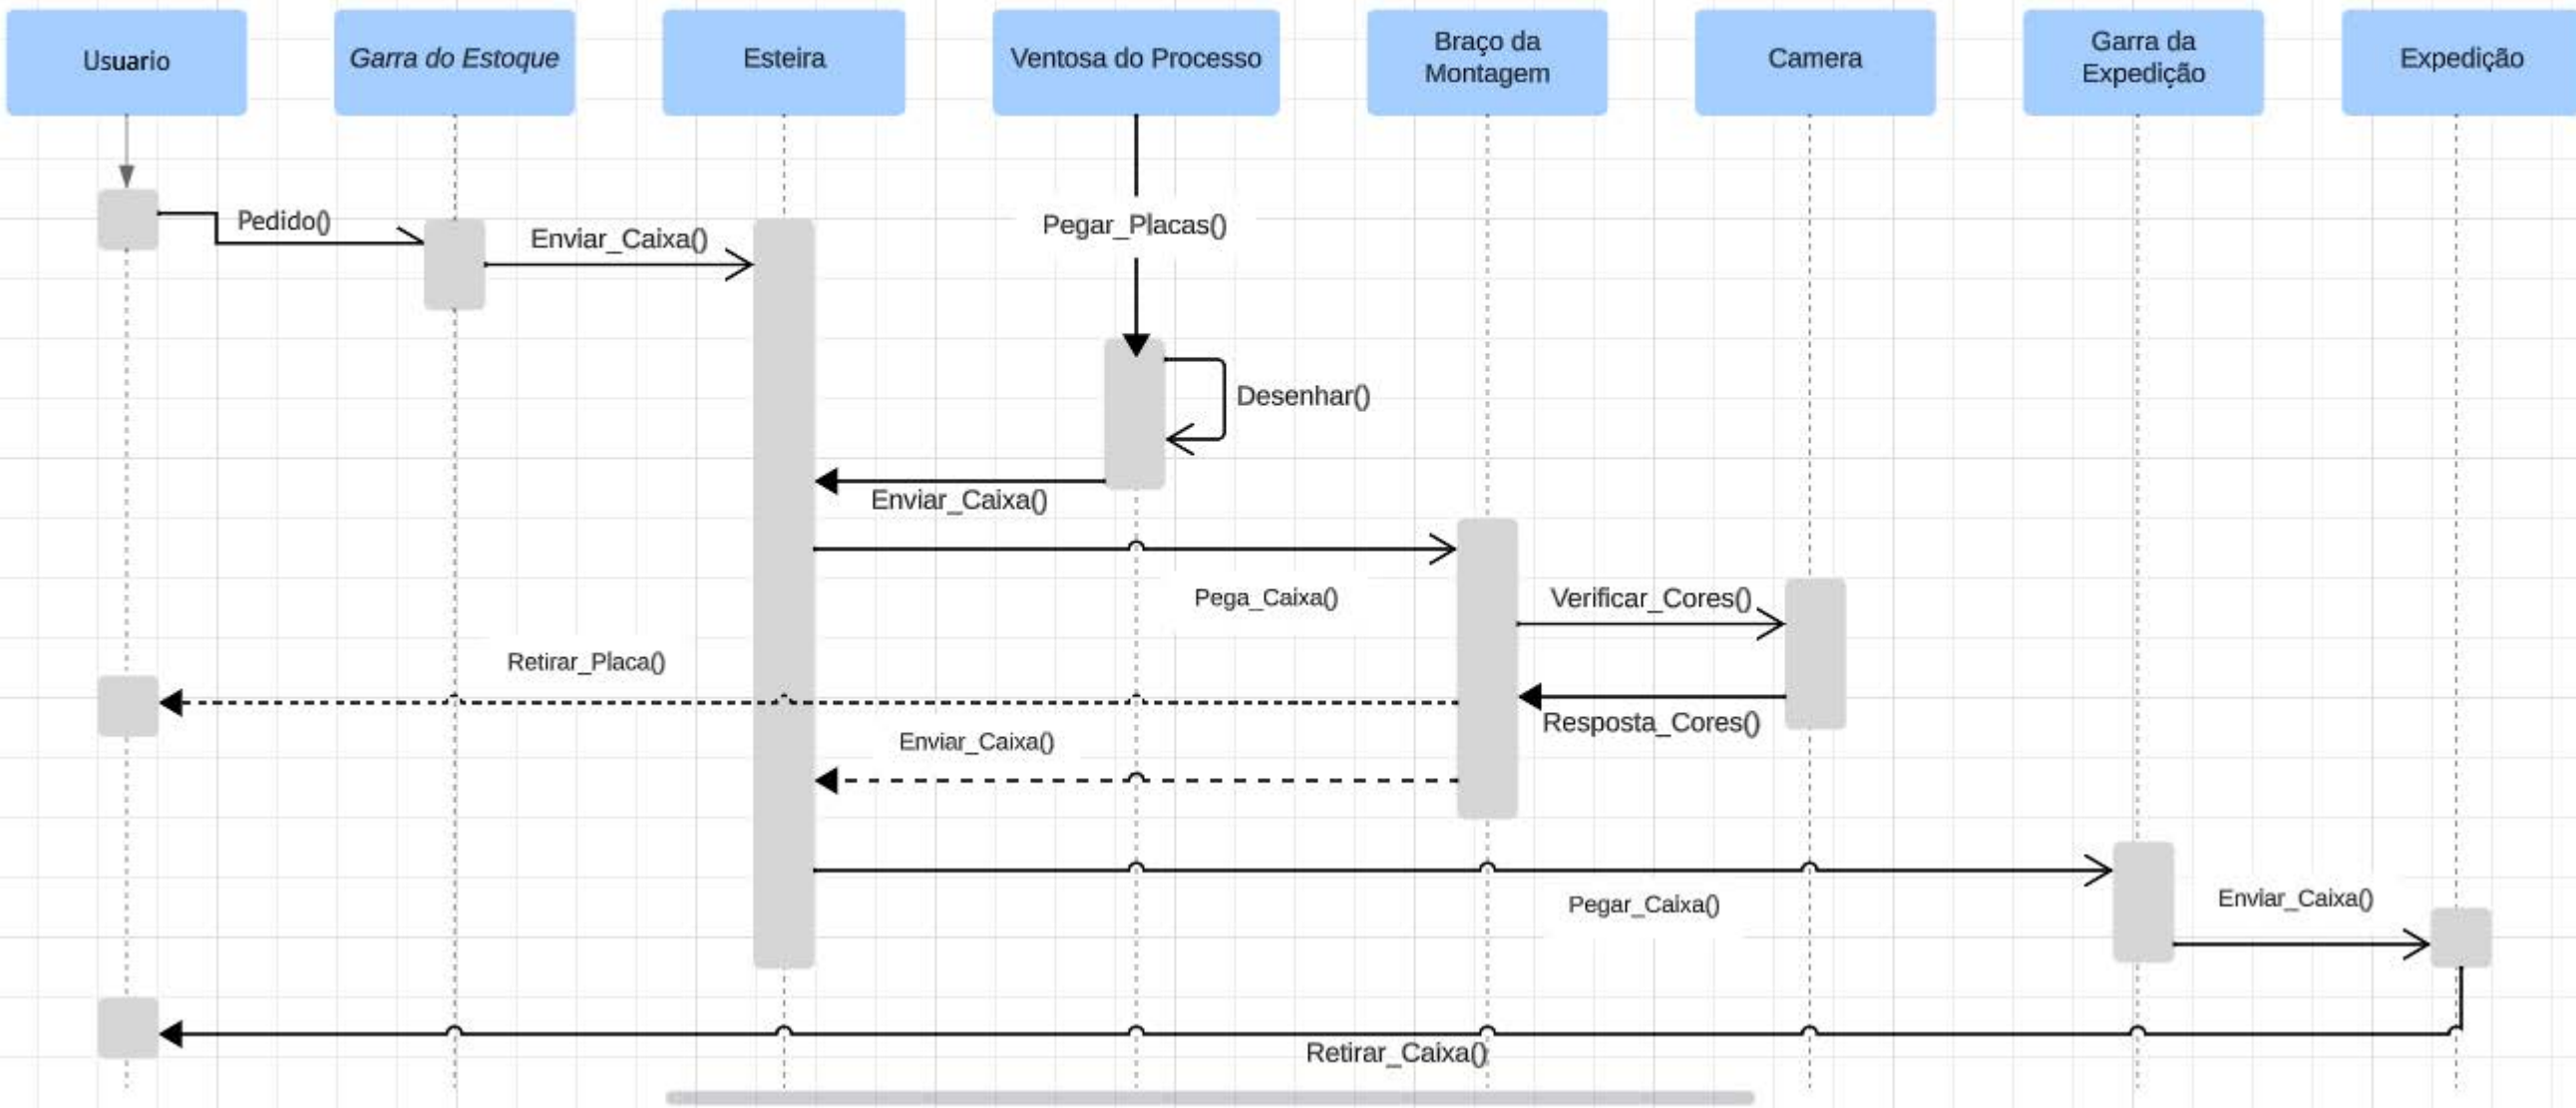 Usuario
Garra do Estoque
Esteira
Ventosa do Processo
Braço da
Montagem
Camera
Garra da
Expedição
Expedição
Pedido()
Enviar_Caixa()
Pegar_Placas()
Desenhar()
Enviar_Caixa()
Pega_Caixa()
Verificar_Cores()
Retirar_Placa()
Resposta_Cores()
Enviar_Caixa()
Pegar_Caixa()
Enviar_Caixa()
Retirar_Caixa()